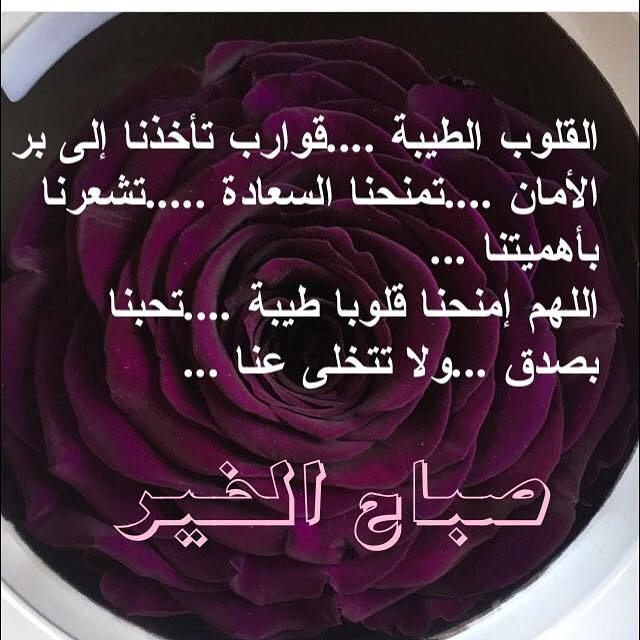 القلوب الطيبة ....قوارب تأخذنا إلى بر
الأمان ....تمنحنا السعادة .....تشعرنا
بأهميتنا ...
اللهم إمنحنا قلوبا طيبة ....تحبنا
بصدق ...ولا تتخلى عنا ...
صباح الخير